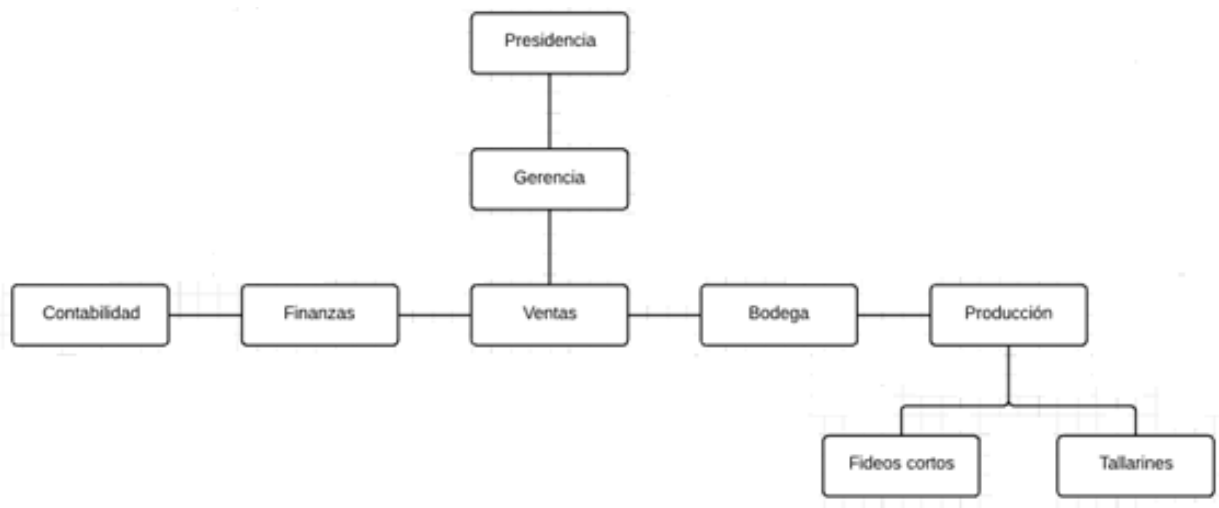 Presidencia
Gerencia
Contabilidad
Finanzas
Ventas
Bodega
Producción
Fideos cortos
Tallarines